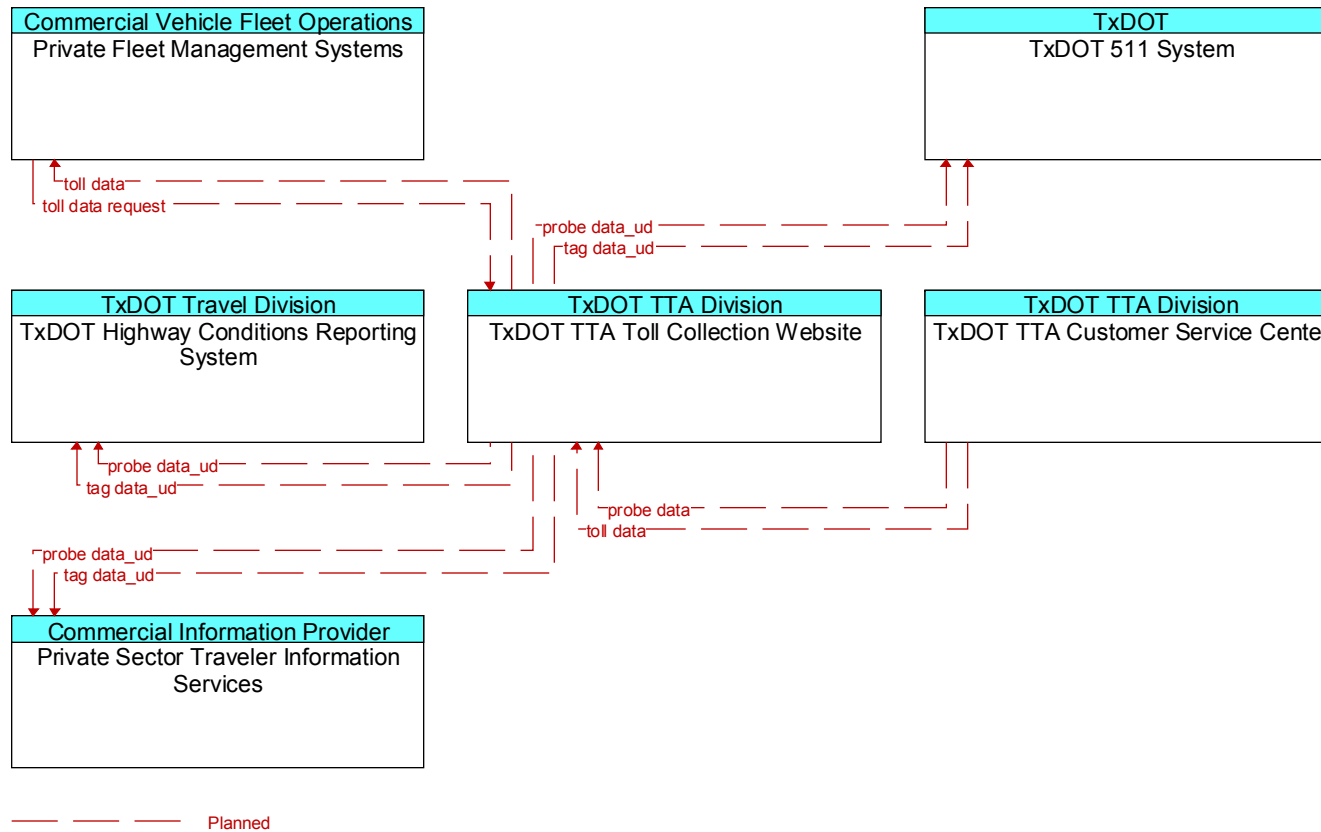 Commercial Vehicle Fleet Operations
Private Fleet Management Systems
TxDOT
TxDOT 511 System
toll data
toll data request
probe data_ud
tag data_ud
TxDOT Travel Division
TxDOT Highway Conditions Reporting
System
TxDOT TTA Division
TxDOT TTA Toll Collection Website
TxDOT TTA Division
TxDOT TTA Customer Service Cente
probe data_ud
tag data_ud
probe data
toll data
probe data_ud
tag data_ud
Commercial Information Provider
Private Sector Traveler Information
Services
Planned